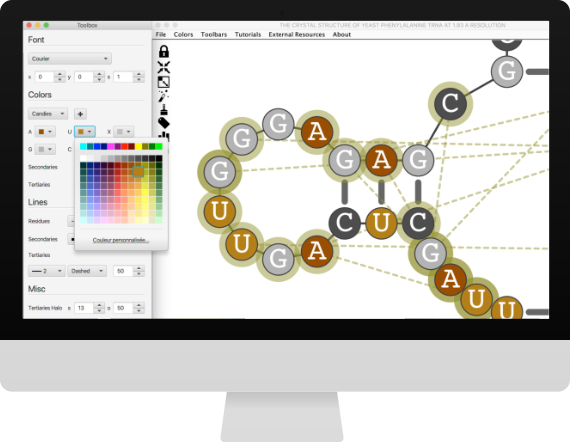 Toolbox
THE CRYSTAL STRUCTURE OF YEAST PHENYLALANINE TRNA AT 1.93 A RESOLUTION
File Colors Toolbars Tutorials External Resources About
Font
Courier
x 0 y 0 s 1
Colors
Candies
A U X
G C
Couleur personnalisée...
Secondaries
Tertiaries
Lines
Residues
Secondaries
Tertiaries
2 Dashed 50
Misc
Tertiaries Halo s 13 o 50
G
C
G G A
G G A G
U C U C
U U G A G
A
U
U